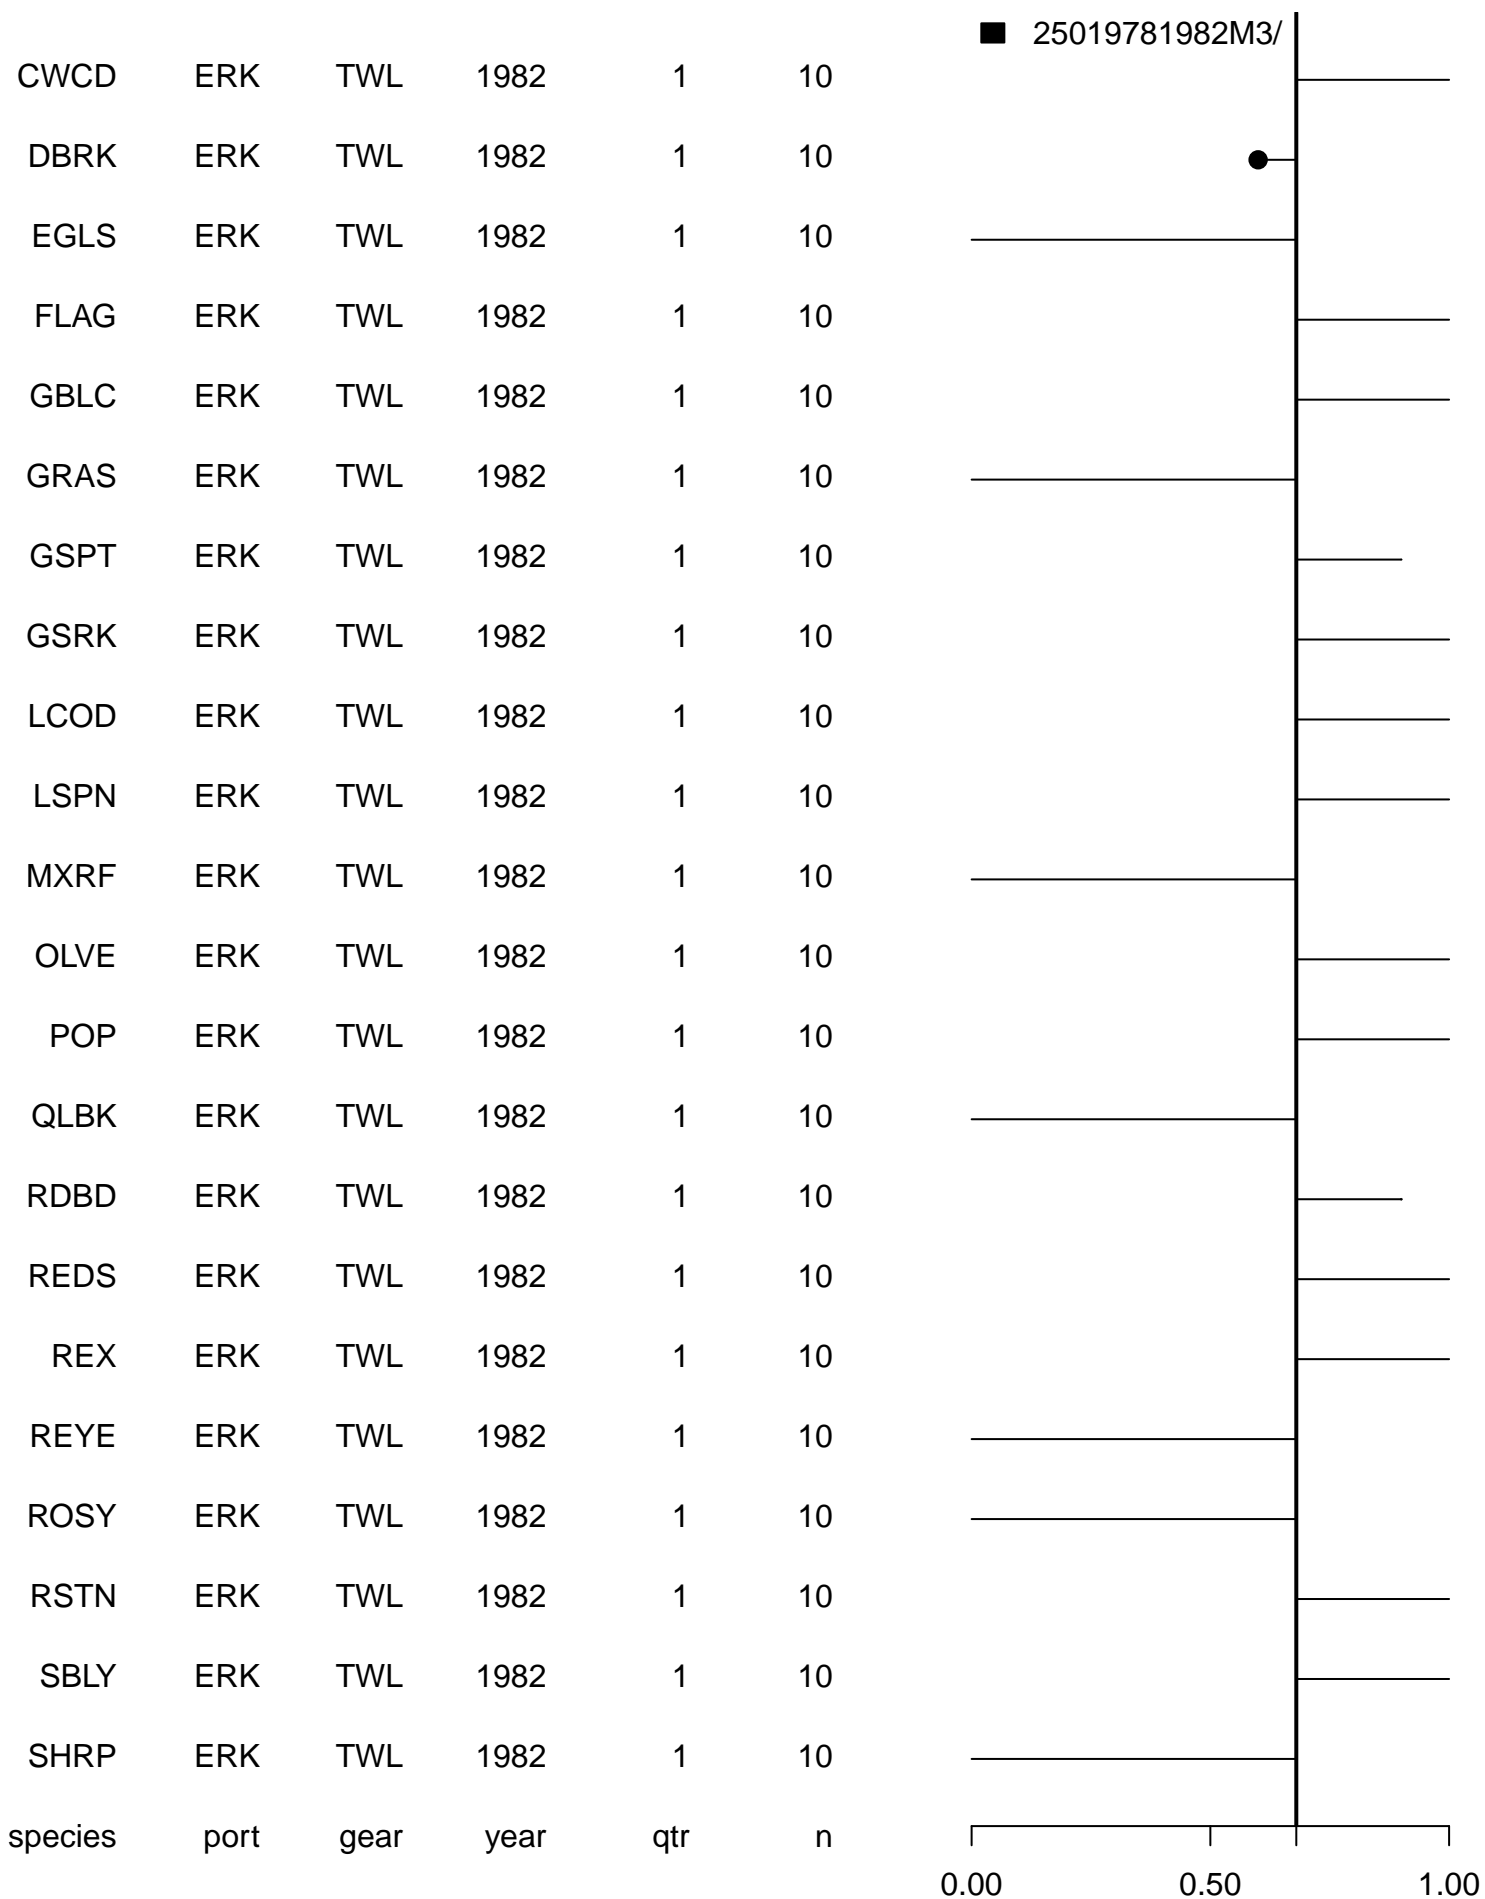 25019781982M3/
CWCD ERK TWL 1982 1 10
DBRK ERK TWL 1982 1 10
EGLS ERK TWL 1982 1 10
FLAG ERK TWL 1982 1 10
GBLC ERK TWL 1982 1 10
GRAS ERK TWL 1982 1 10
GSPT ERK TWL 1982 1 10
GSRK ERK TWL 1982 1 10
LCOD ERK TWL 1982 1 10
LSPN ERK TWL 1982 1 10
MXRF ERK TWL 1982 1 10
OLVE ERK TWL 1982 1 10
POP ERK TWL 1982 1 10
QLBK ERK TWL 1982 1 10
RDBD ERK TWL 1982 1 10
REDS ERK TWL 1982 1 10
REX ERK TWL 1982 1 10
REYE ERK TWL 1982 1 10
ROSY ERK TWL 1982 1 10
RSTN ERK TWL 1982 1 10
SBLY ERK TWL 1982 1 10
SHRP ERK TWL 1982 1 10
species port gear year qtr n
0.00 0.50 1.00